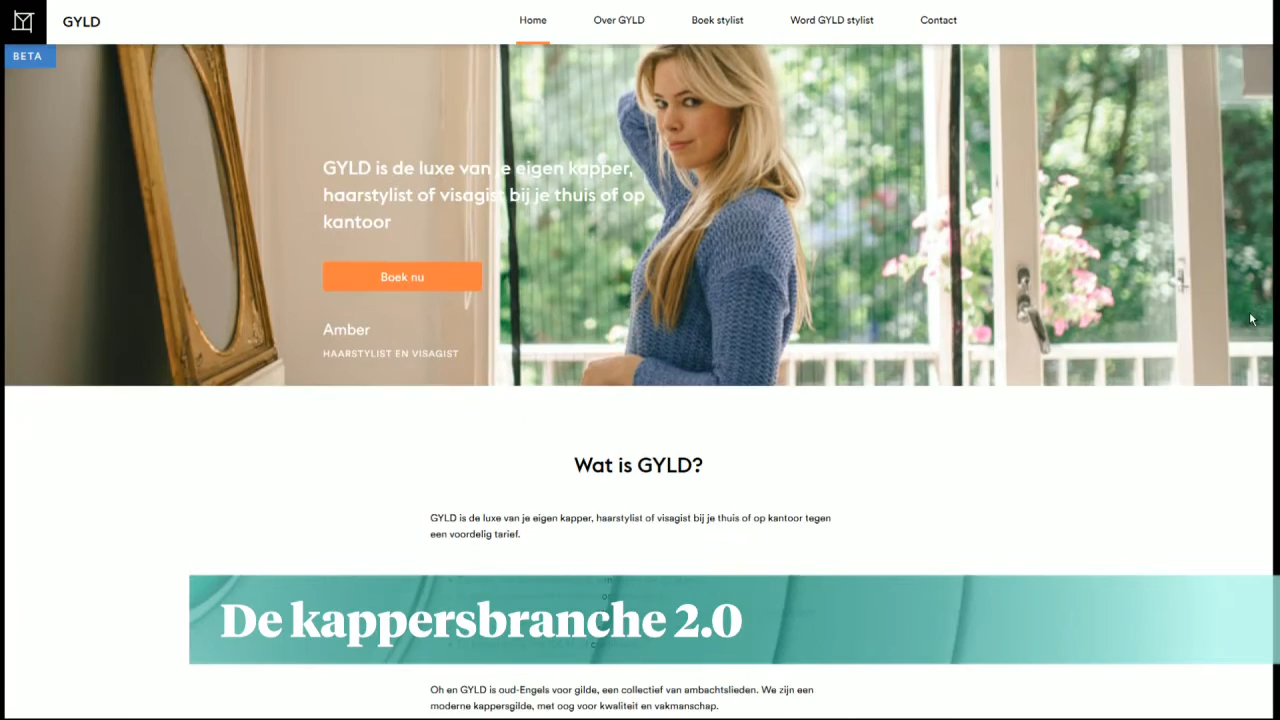 GYLD
Home
Over GYLD
Boek stylist
Word GYLD stylist
Contact
BETA
GYLD is de luxe van je eigen kapper,
haarstylist of visagist bij je thuis of op
kantoor
Boek nu
Amber
HAARSTYLIST EN VISAGIST
Wat is GYLD?
GYLD is de luxe van je eigen kapper, haarstylist of visagist bij je thuis of op kantoor tegen
een voordelig tarief.
De kappersbranche 2.0
Oh en GYLD is oud-Engels voor gilde, een collectief van ambachtslieden. We zijn een
moderne kappersgilde, met oog voor kwaliteit en vakmanschap.